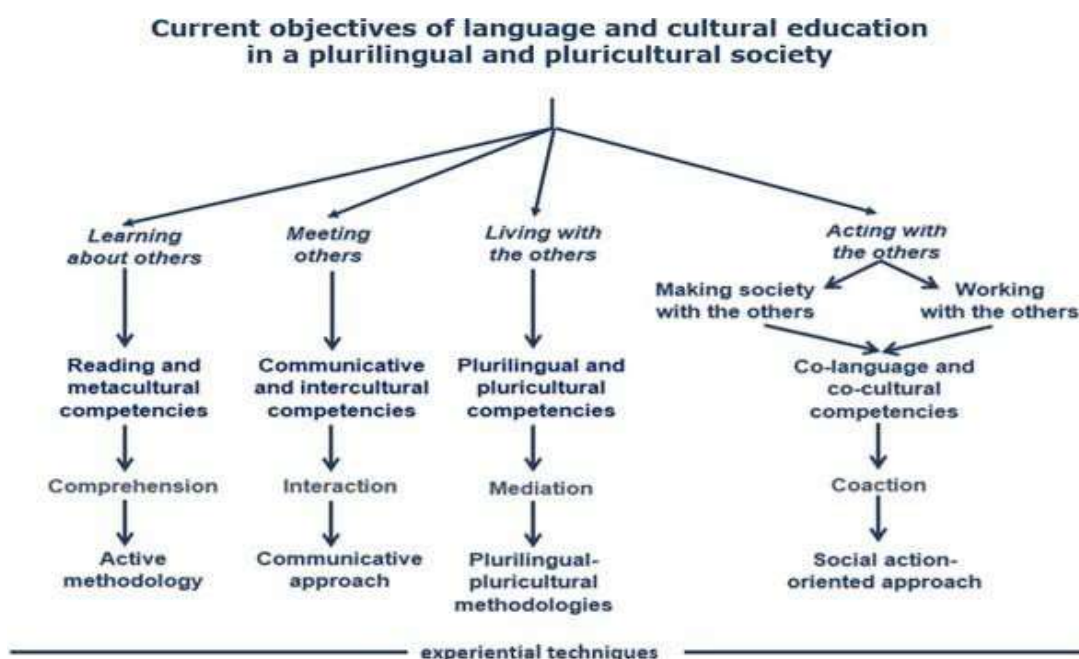 Current objectives of language and cultural education
in a plurilingual and pluricultural society
Learning
about others
Meeting
others
Living with
the others
Acting with
the others
Making society
with the others
Working
with the others
Reading and
metacultural
competencies
Communicative
and intercultural
competencies
Plurilingual and
pluricultural
competencies
Co-language and
co-cultural
competencies
Comprehension
Interaction
Mediation
Coaction
Active
methodology
Communicative
approach
Plurilingual-
pluricultural
methodologies
Social action-
oriented approach
experiential techniques